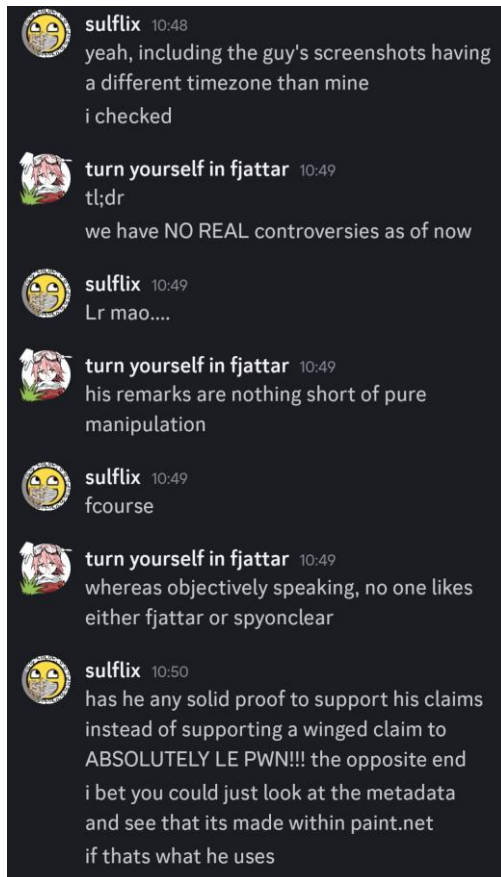 sulflix 10:48
yeah, including the guy's screenshots having
a different timezone than mine
i checked
turn yourself in fjattar 10:49
tl;dr
we have NO REAL controversies as of now
sulflix 10:49
Lr mao....
turn yourself in fjattar 10:49
his remarks are nothing short of pure
manipulation
sulflix 10:49
fcourse
turn yourself in fjattar 10:49
whereas objectively speaking, no one likes
either fjattar or spyonclear
sulflix 10:50
has he any solid proof to support his claims
instead of supporting a winged claim to
ABSOLUTELY LE PWN!!! the opposite end
i bet you could just look at the metadata
and see that its made within paint.net
if thats what he uses